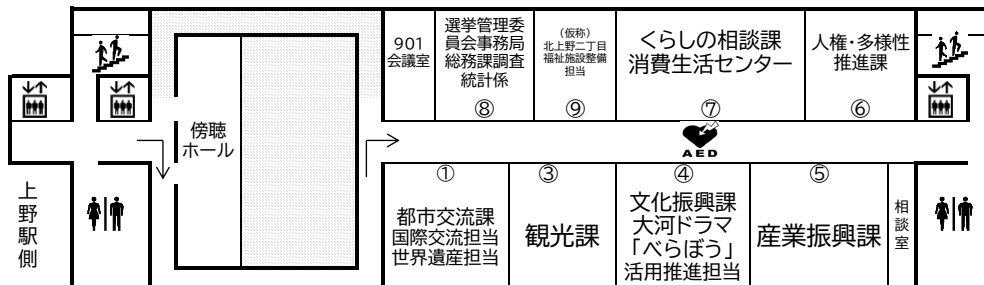 901
会議室
選挙管理委
員会事務局
総務課調査
統計係
⑧
(仮称)
北上野二丁目
福祉施設整備
担当
⑨
くらしの相談課
消費生活センター
⑦
人権・多様性
推進課
⑥
傍聴
ホール
AED
上野駅側
①
都市交流課
国際交流担当
世界遺産担当
③
観光課
④
文化振興課
大河ドラマ
「べらぼう」
活用推進担当
⑤
産業振興課
相談室